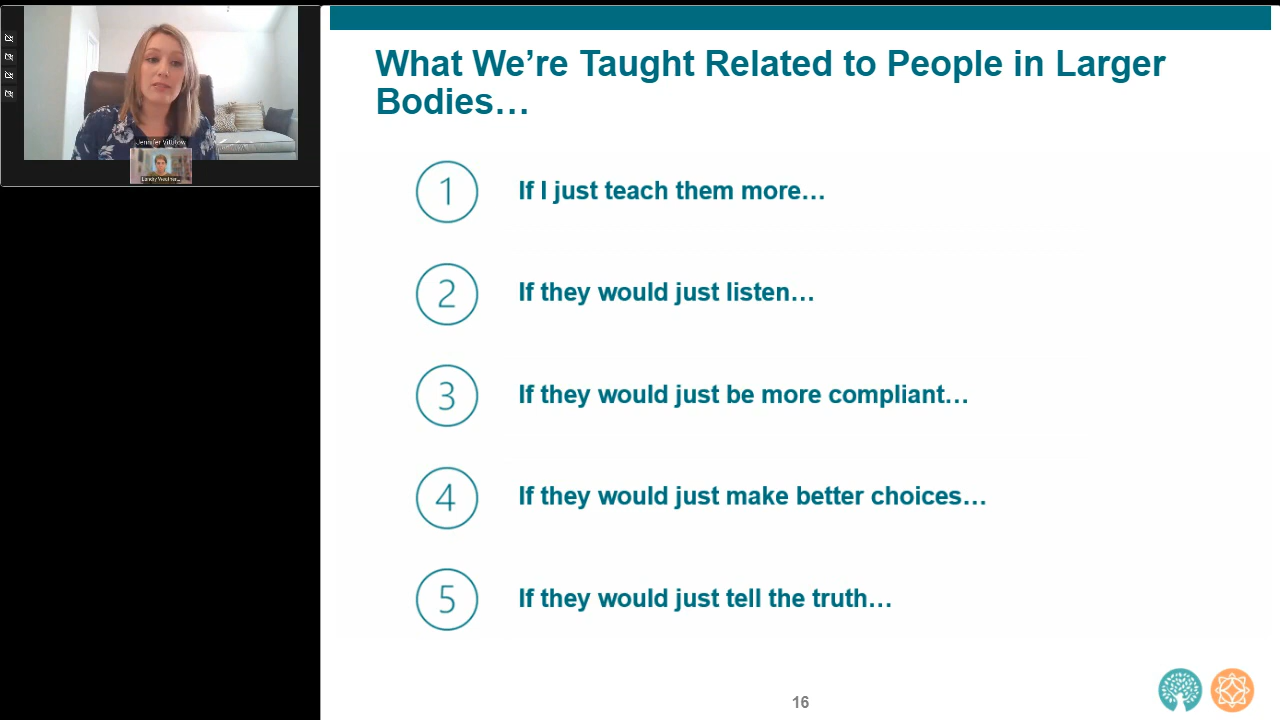 Jennifer
Landry
What We're Taught Related to People in Larger
Bodies…
1
If I just teach them more…
2
If they would just listen…
3
If they would just be more compliant…
4
If they would just make better choices…
5
If they would just tell the truth…
16